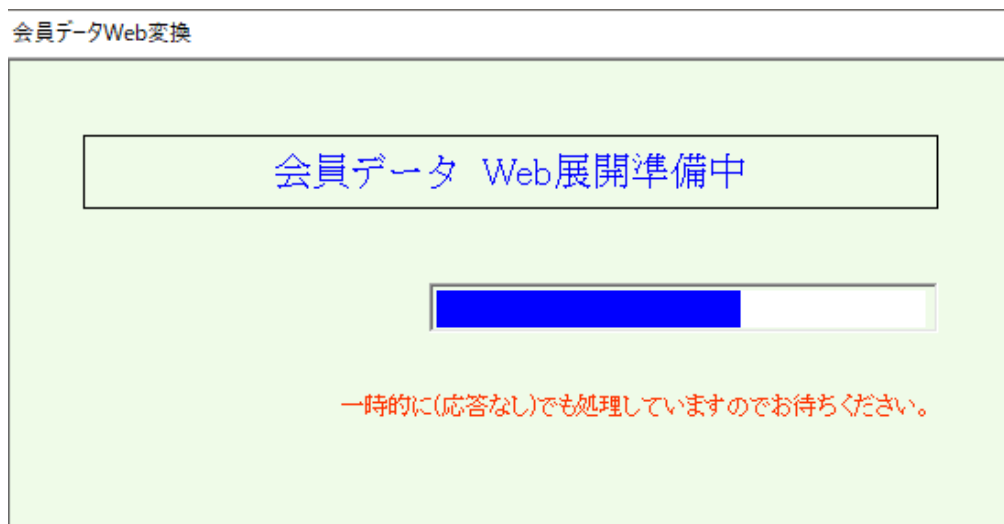 会員データWeb変換
会員データ Web展開準備中
一時的に(応答なし)でも処理していますのでお待ちください。